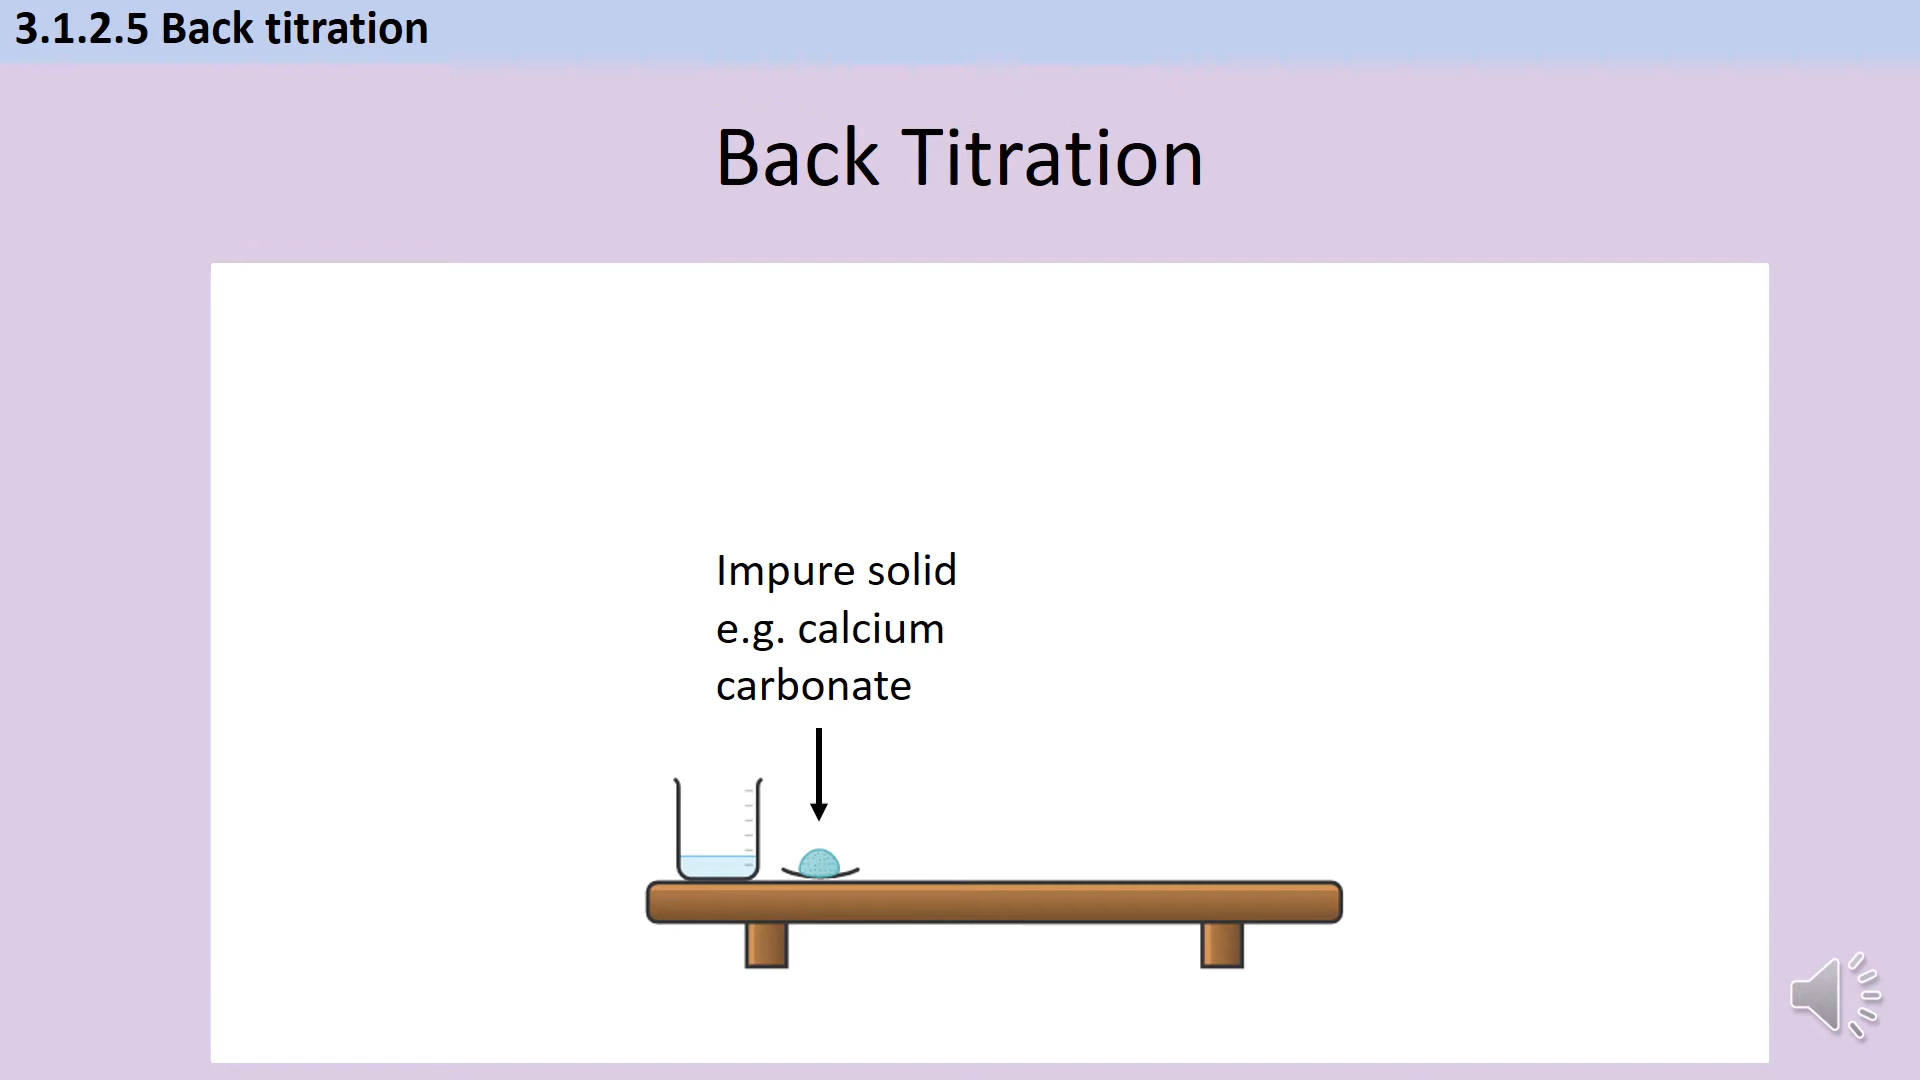 3.1.2.5 Back titration
Back Titration
Impure solid
e.g. calcium
carbonate